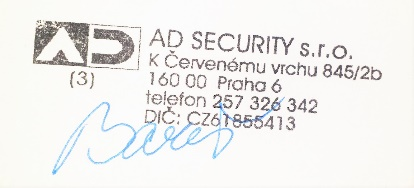 AD
(3)
AD SECURITY s.r.o.
K Červenému vrchu 845/2b
160 00 Praha 6
telefon 257 326 342
DIČ: CZ61855413